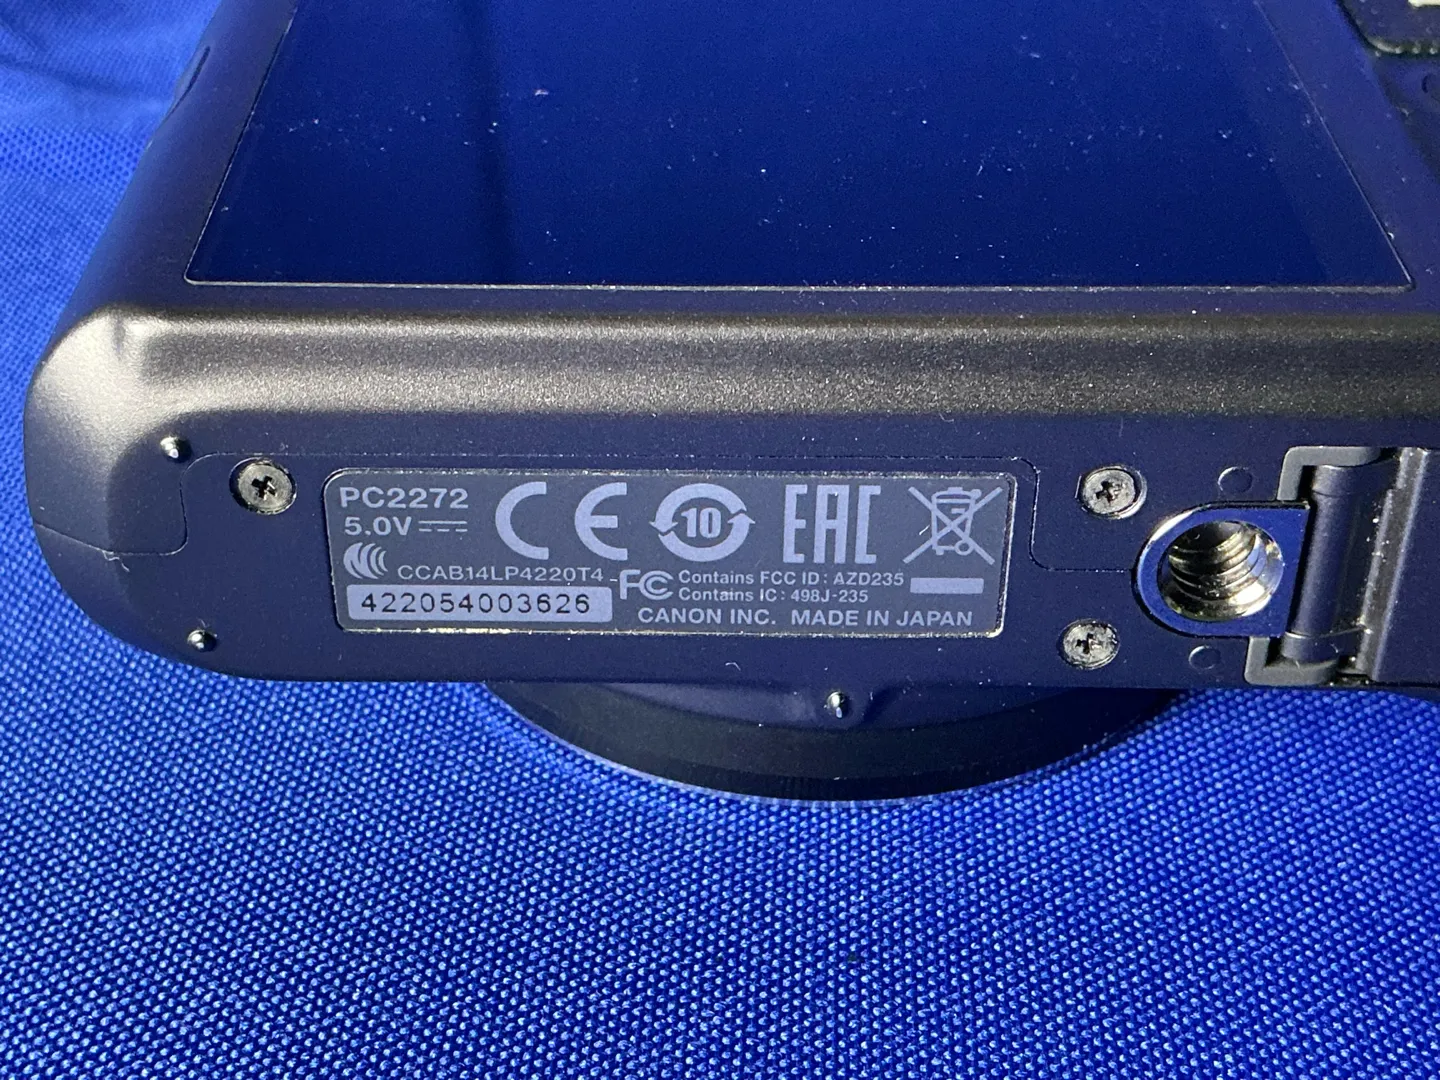 PC2272
5.0V
CE
10
EAC
CCAB14LP4220T4
FC
Contains FCC ID: AZD235
Contains IC: 498J-235
422054003626
CANON INC. MADE IN JAPAN